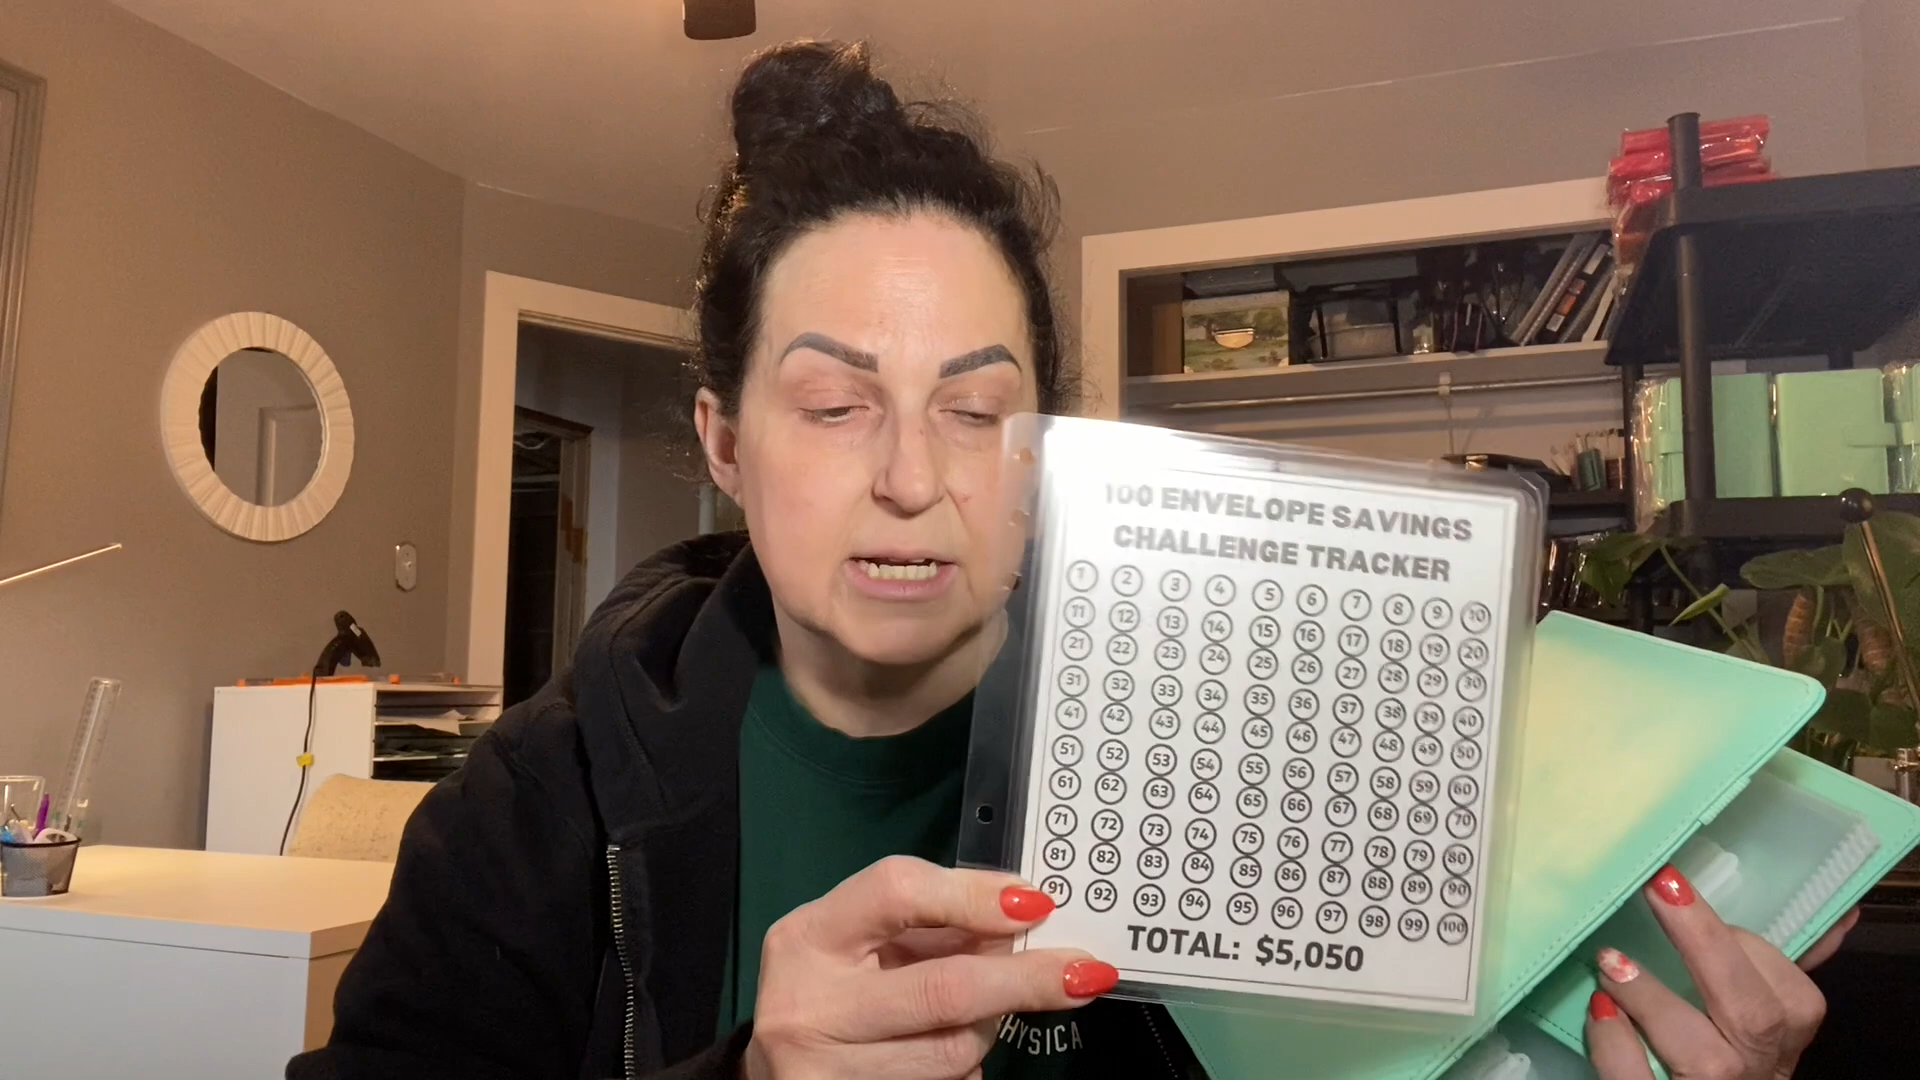 100 ENVELOPE SAVINGS
CHALLENGE TRACKER
1 2 3 4 5 6 7 8 9 10
11 12 13 14 15 16 17 18 19 20
21 22 23 24 25 26 27 28 29 30
31 32 33 34 35 36 37 38 39 40
41 42 43 44 45 46 47 48 49 50
51 52 53 54 55 56 57 58 59 60
61 62 63 64 65 66 67 68 69 70
71 72 73 74 75 76 77 78 79 80
81 82 83 84 85 86 87 88 89 90
91 92 93 94 95 96 97 98 99 100
TOTAL: $5,050
HYSICA